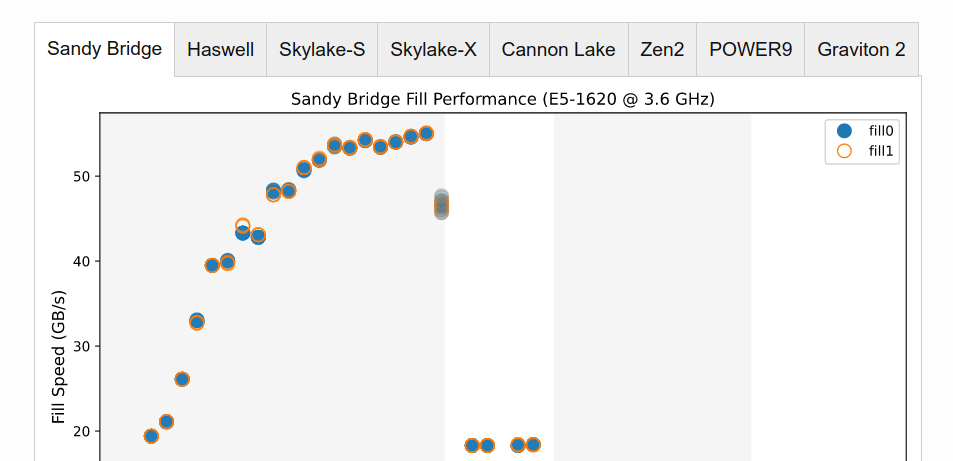 Sandy Bridge Haswell Skylake-S Skylake-X Cannon Lake Zen2 POWER9 Graviton 2
Sandy Bridge Fill Performance (E5-1620 @ 3.6 GHz)
fill0
fill1
50
40
30
20
Fill Speed (GB/s)